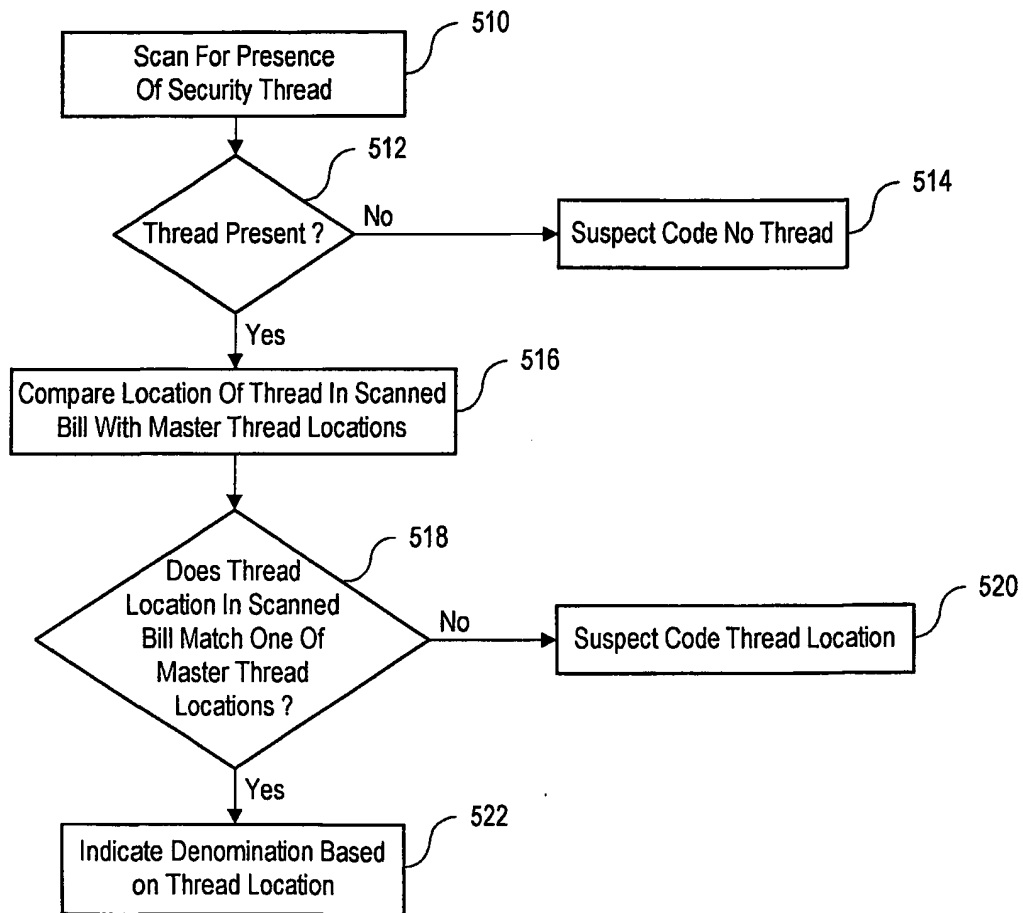 510
Scan For Presence
Of Security Thread
512
Thread Present ?
No
514
Suspect Code No Thread
Yes
516
Compare Location Of Thread In Scanned
Bill With Master Thread Locations
518
Does Thread
Location In Scanned
Bill Match One Of
Master Thread
Locations ?
No
520
Suspect Code Thread Location
Yes
522
Indicate Denomination Based
on Thread Location